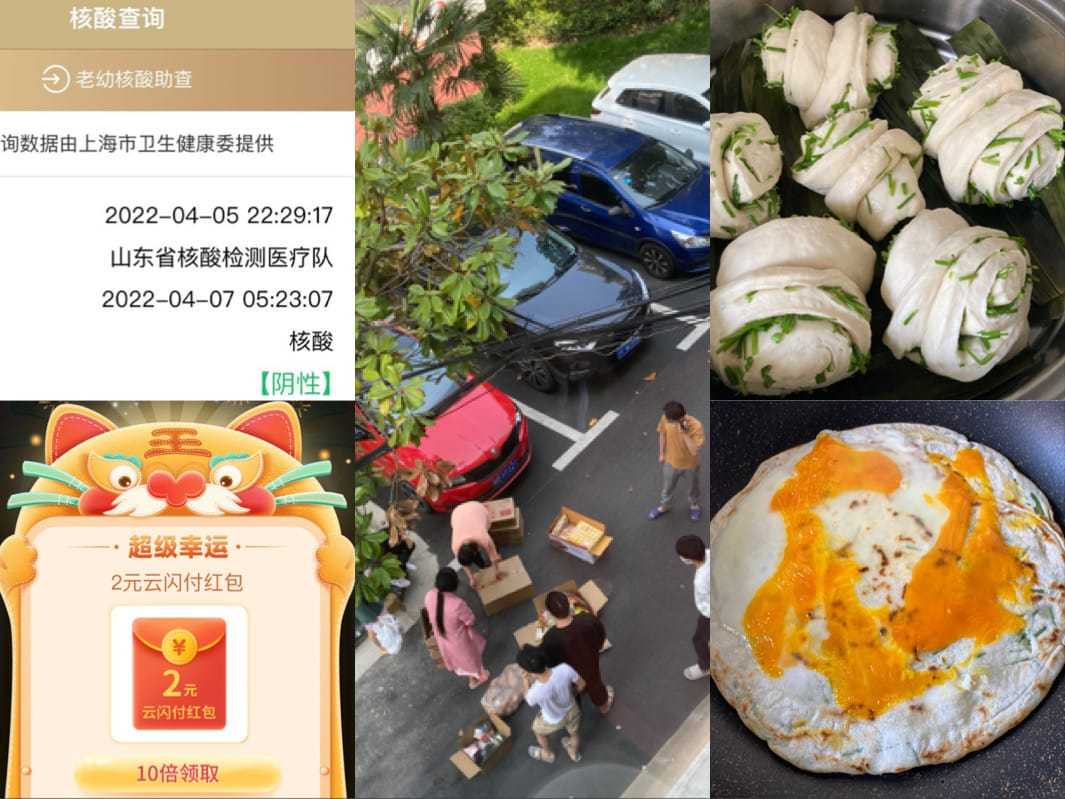 核酸查询
老幼核酸助查
询数据由上海市卫生健康委提供
2022-04-05 22:29:17
山东省核酸检测医疗队
2022-04-07 05:23:07
核酸
【阴性】
王
超级幸运
2元云闪付红包
¥
2元
云闪付红包
10倍领取